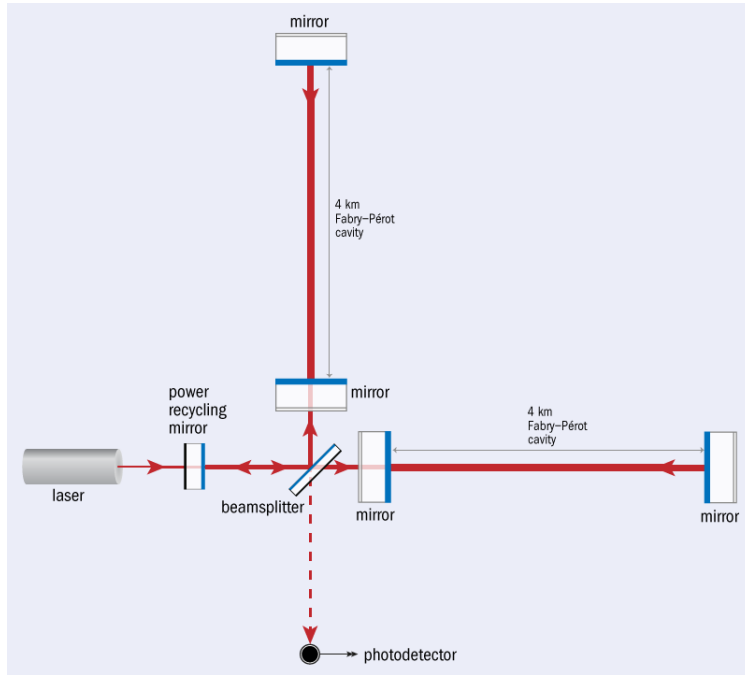 mirror
4 km
Fabry–Pérot
cavity
power
recycling
mirror
mirror
4 km
Fabry–Pérot
cavity
laser
beamsplitter
mirror
mirror
photodetector